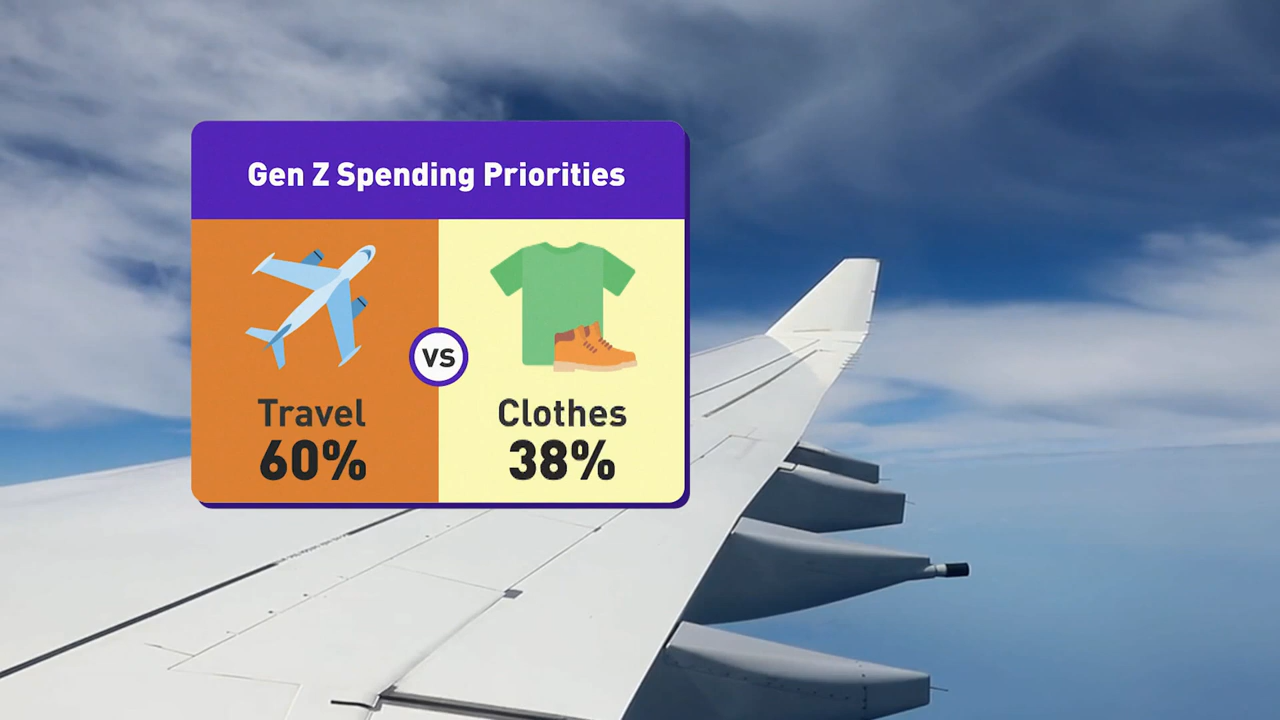 Gen Z Spending Priorities
VS
Travel
60%
Clothes
38%